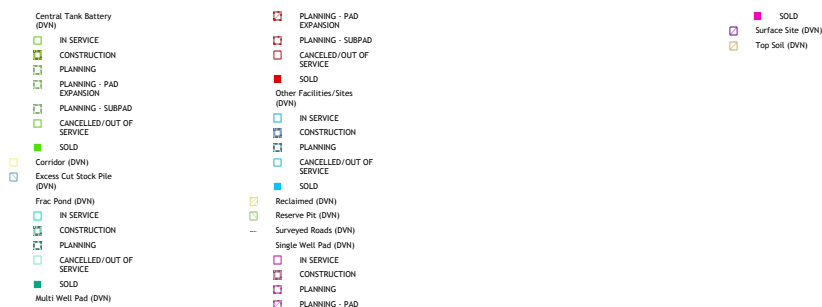 Central Tank Battery
(DVN)
IN SERVICE
CONSTRUCTION
PLANNING
PLANNING - PAD
EXPANSION
PLANNING - SUBPAD
CANCELLED/OUT OF
SERVICE
SOLD
Corridor (DVN)
Excess Cut Stock Pile
(DVN)
Frac Pond (DVN)
IN SERVICE
CONSTRUCTION
PLANNING
CANCELLED/OUT OF
SERVICE
SOLD
Multi Well Pad (DVN)
PLANNING - PAD
EXPANSION
PLANNING - SUBPAD
CANCELED/OUT OF
SERVICE
SOLD
Other Facilities/Sites
(DVN)
IN SERVICE
CONSTRUCTION
PLANNING
CANCELLED/OUT OF
SERVICE
SOLD
Reclaimed (DVN)
Reserve Pit (DVN)
Surveyed Roads (DVN)
Single Well Pad (DVN)
IN SERVICE
CONSTRUCTION
PLANNING
PLANNING - PAD
SOLD
Surface Site (DVN)
Top Soil (DVN)